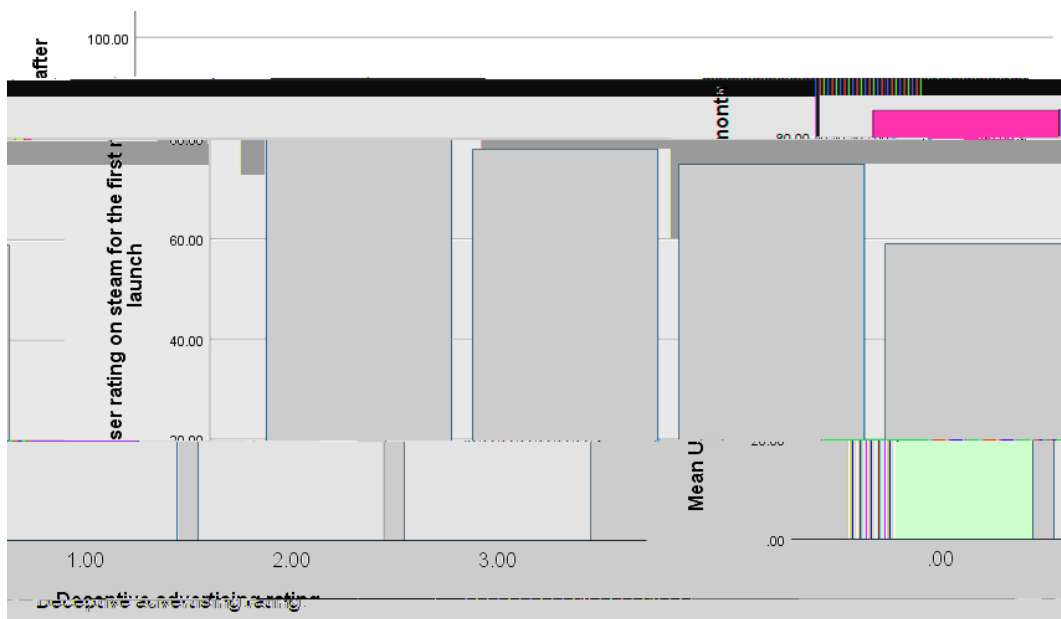 100.00
after
month
80.00
ser rating on steam for the first r
launch
60.00
40.00
20.00
20.00
Mean U
.00
1.00
2.00
3.00
.00
Deceptive advertising rating